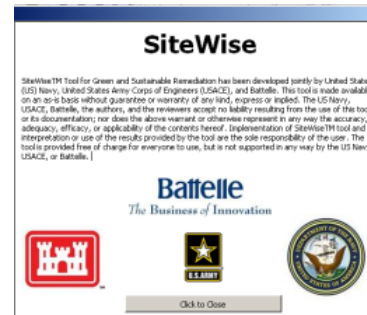 SiteWise
SiteWiseTM Tool for Green and Sustainable Remediation has been developed jointly by United State
(US) Navy, United States Army Corps of Engineers (USACE), and Battelle. This tool is made availabl
on an as-is basis without guarantee or warranty of any kind, express or implied. The US Navy,
USACE, Battelle, the authors, and the reviewers accept no liability resulting from the use of this too
or its documentation; nor does the above warrant or otherwise represent in any way the accuracy,
adequacy, efficacy, or applicability of the contents hereof. Implementation of SiteWiseTM tool and
interpretation or use of the results provided by the tool are the sole responsibility of the user. The
tool is provided free of charge for everyone to use, but is not supported in any way by the US Nav
USACE, or Battelle.
Battelle
The Business of Innovation
U.S.ARMY
Click to Close